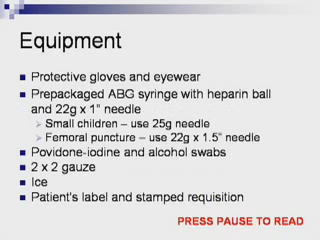 Equipment
Protective gloves and eyewear
Prepackaged ABG syringe with heparin ball
and 22g x 1" needle
Small children – use 25g needle
Femoral puncture – use 22g x 1.5" needle
Povidone-iodine and alcohol swabs
2 x 2 gauze
Ice
Patient's label and stamped requisition
PRESS PAUSE TO READ